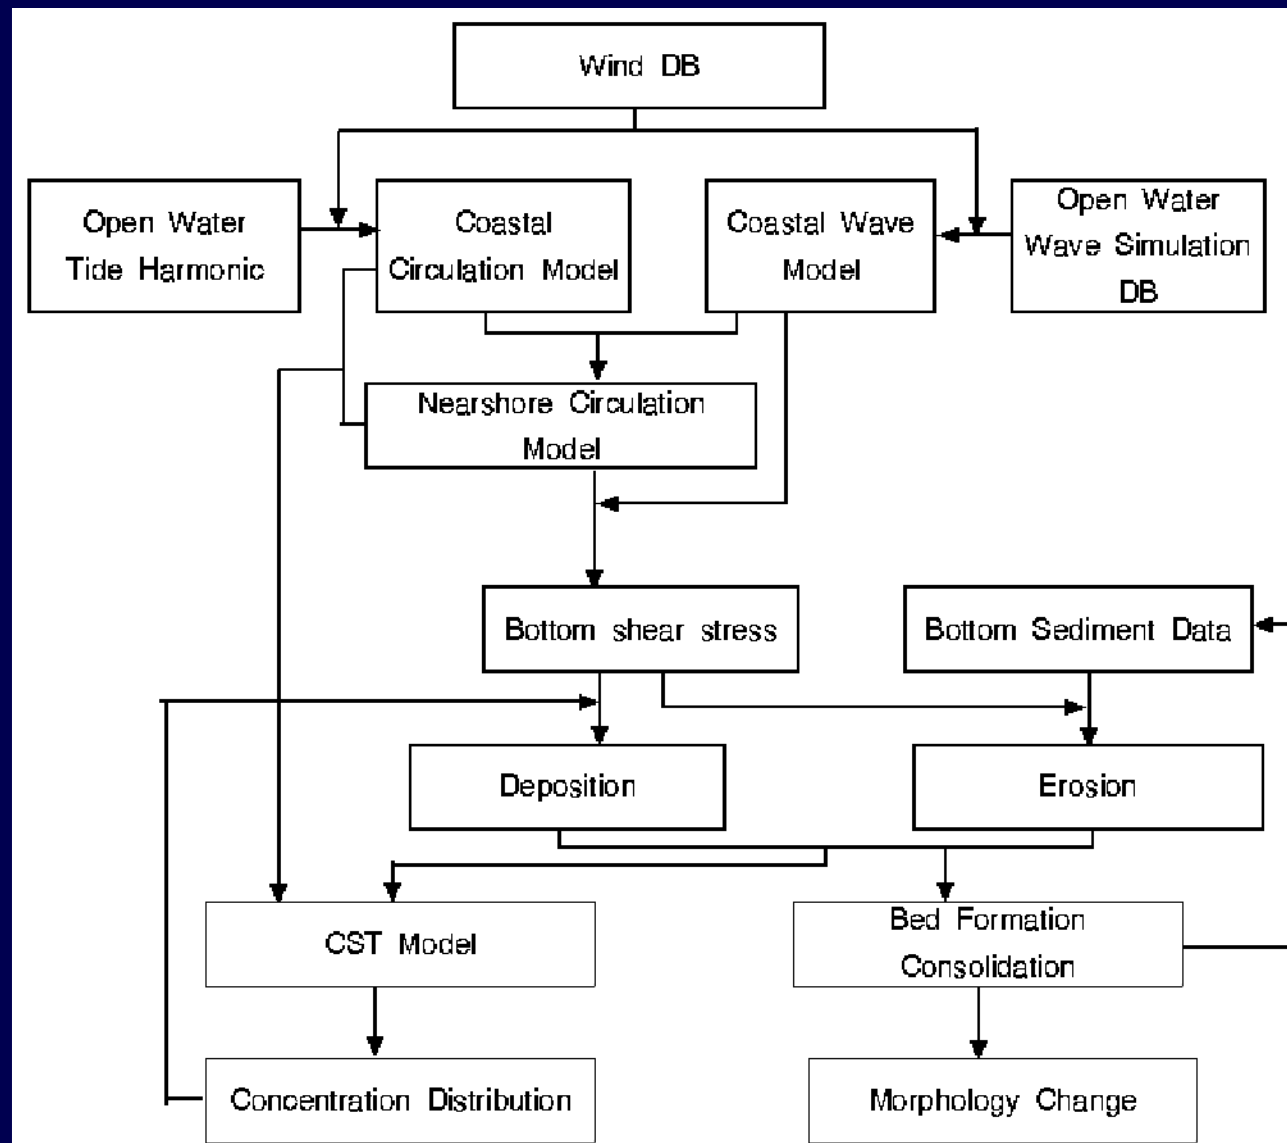 Wind DB
Open Water
Tide Harmonic
Coastal
Circulation Model
Coastal Wave
Model
Open Water
Wave Simulation
DB
Nearshore Circulation
Model
Bottom shear stress
Bottom Sediment Data
Deposition
Erosion
CST Model
Bed Formation
Consolidation
Concentration Distribution
Morphology Change